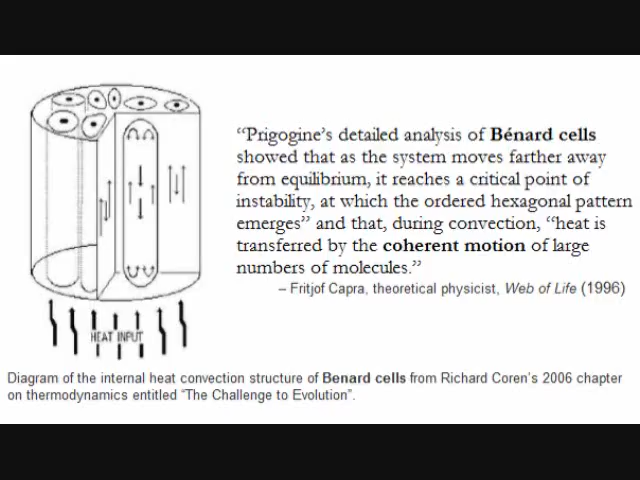 “Prigogine’s detailed analysis of Bénard cells
showed that as the system moves farther away
from equilibrium, it reaches a critical point of
instability, at which the ordered hexagonal pattern
emerges” and that, during convection, “heat is
transferred by the coherent motion of large
numbers of molecules.”
– Fritjof Capra, theoretical physicist, Web of Life (1996)
HEAT INPUT
Diagram of the internal heat convection structure of Benard cells from Richard Coren’s 2006 chapter
on thermodynamics entitled “The Challenge to Evolution”.